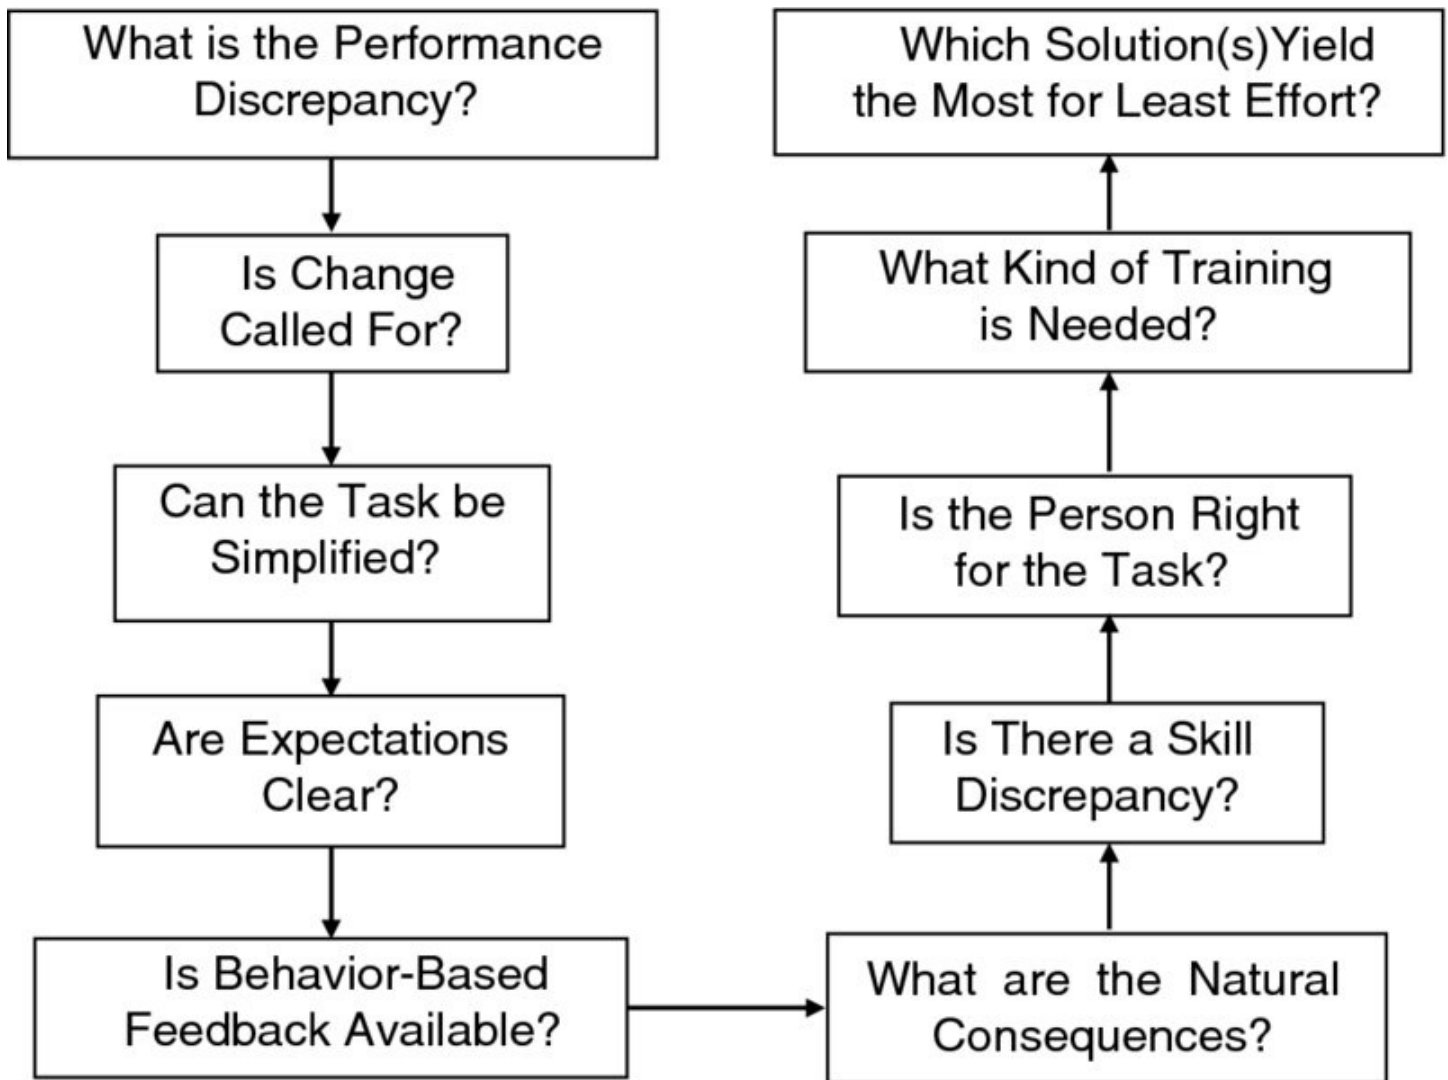 What is the Performance
Discrepancy?
Is Change
Called For?
Can the Task be
Simplified?
Are Expectations
Clear?
Is Behavior-Based
Feedback Available?
What are the Natural
Consequences?
Is There a Skill
Discrepancy?
Is the Person Right
for the Task?
What Kind of Training
is Needed?
Which Solution(s)Yield
the Most for Least Effort?